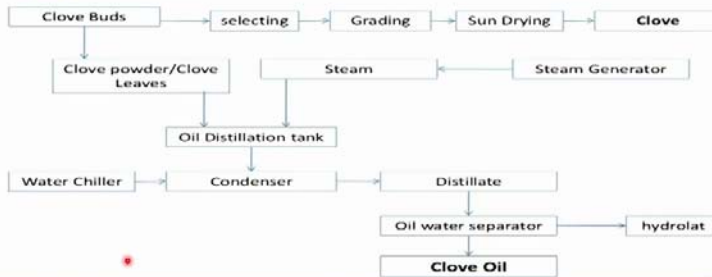 Clove Buds
selecting
Grading
Sun Drying
Clove
Clove powder/Clove
Leaves
Steam
Steam Generator
Oil Distillation tank
Water Chiller
Condenser
Distillate
Oil water separator
hydrolat
Clove Oil